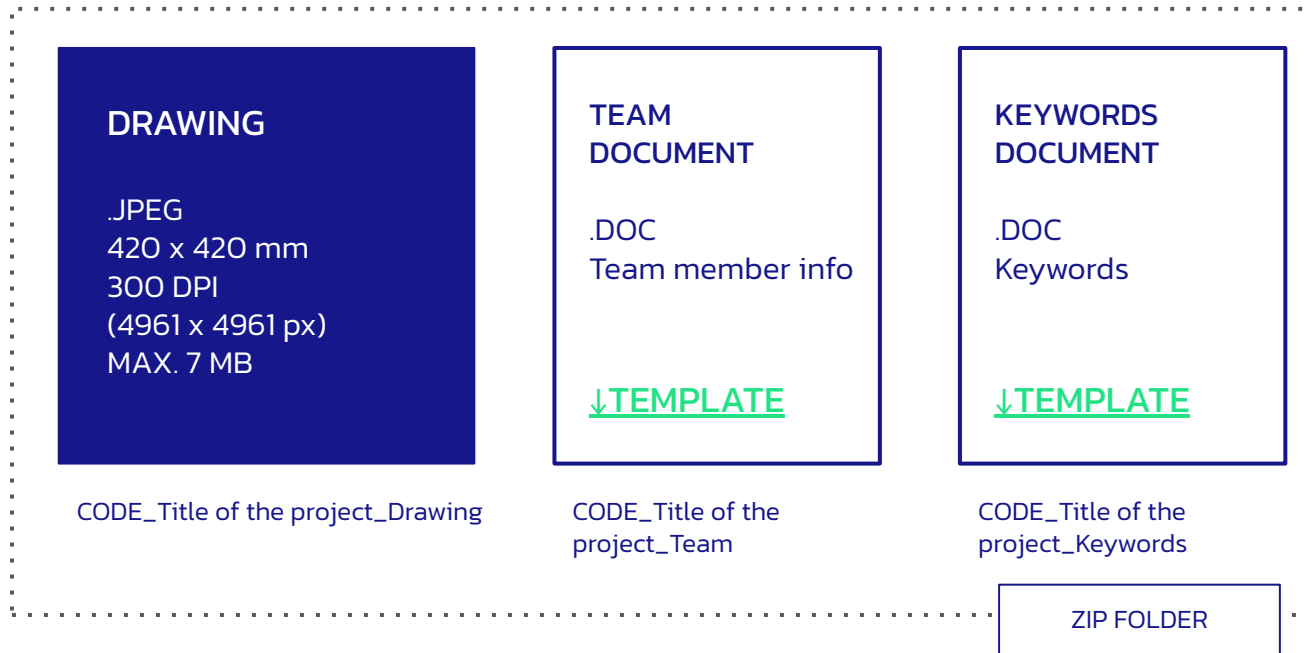 DRAWING
.JPEG
420 x 420 mm
300 DPI
(4961 x 4961 px)
MAX. 7 MB
CODE_Title of the project_Drawing
TEAM
DOCUMENT
.DOC
Team member info
↓TEMPLATE
CODE_Title of the
project_Team
KEYWORDS
DOCUMENT
.DOC
Keywords
↓TEMPLATE
CODE_Title of the
project_Keywords
ZIP FOLDER